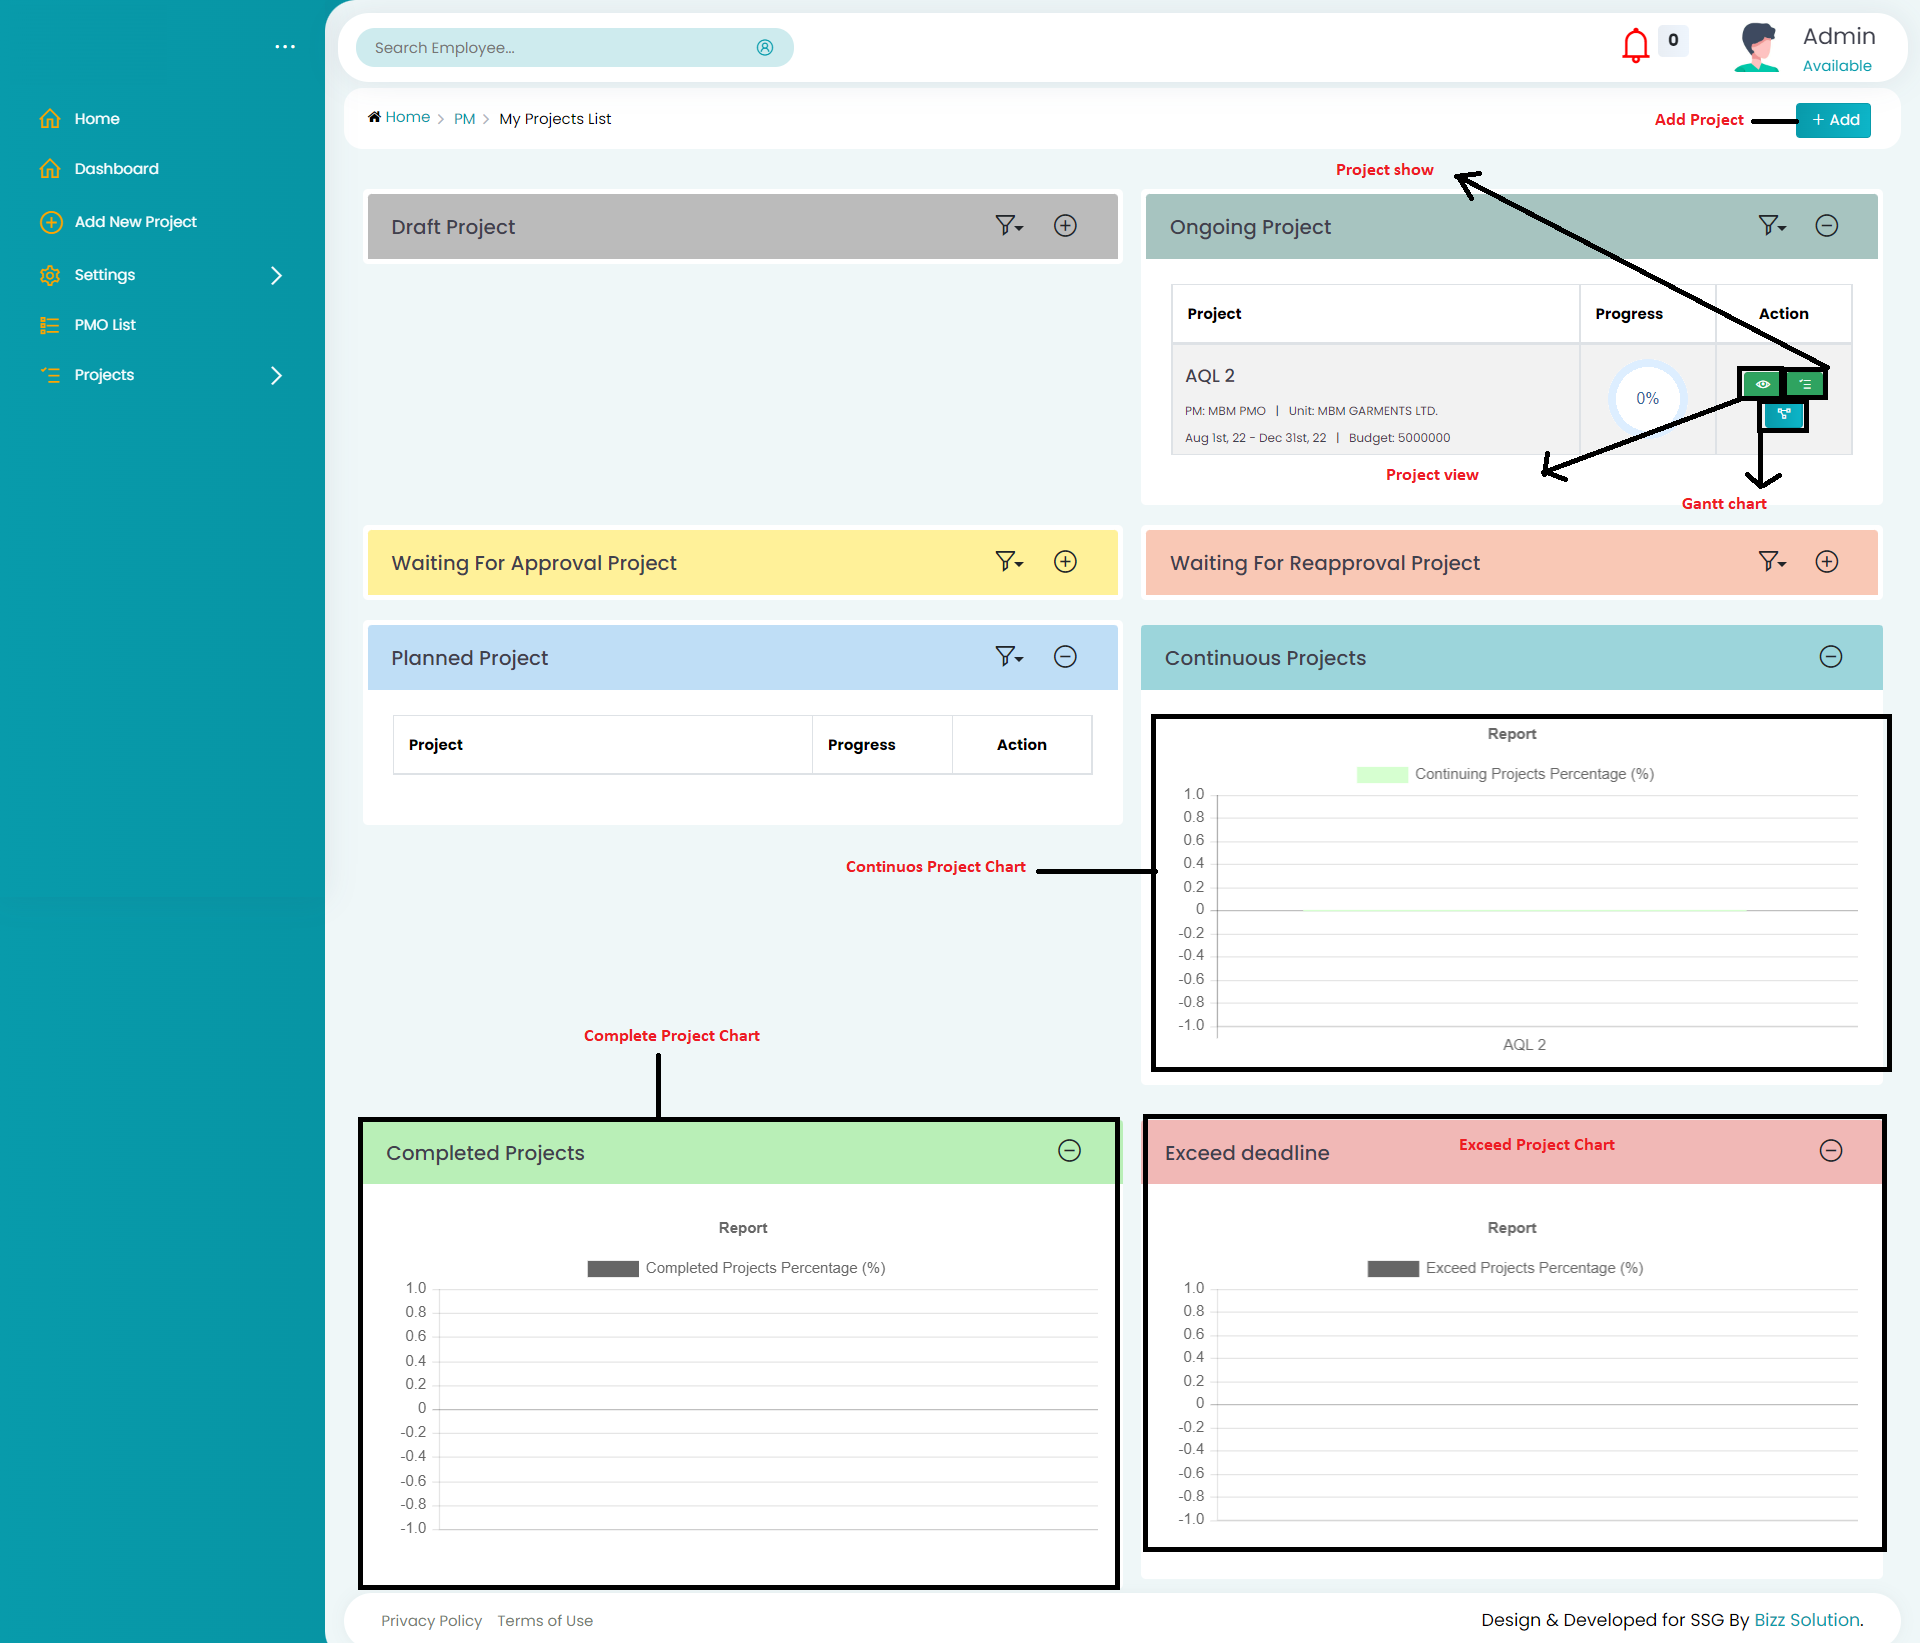 Search Employee...
0
Admin
Available
Home
Dashboard
Add New Project
Settings
PMO List
Projects
Home > PM > My Projects List
Add Project
+ Add
Project show
Draft Project
Ongoing Project
Project Progress Action
AQL 2
PM: MBM PMO | Unit: MBM GARMENTS LTD.
Aug 1st, 22 - Dec 31st, 22 | Budget: 5000000
0%
Project view
Gantt chart
Waiting For Approval Project
Waiting For Reapproval Project
Planned Project
Project Progress Action
Continuous Projects
Report
Continuing Projects Percentage (%)
1.0
0.8
0.6
0.4
0.2
0
-0.2
-0.4
-0.6
-0.8
-1.0
AQL 2
Continuos Project Chart
Complete Project Chart
Completed Projects
Report
Completed Projects Percentage (%)
1.0
0.8
0.6
0.4
0.2
0
-0.2
-0.4
-0.6
-0.8
-1.0
Exceed deadline
Exceed Project Chart
Report
Exceed Projects Percentage (%)
1.0
0.8
0.6
0.4
0.2
0
-0.2
-0.4
-0.6
-0.8
-1.0
Privacy Policy Terms of Use
Design & Developed for SSG By Bizz Solution.